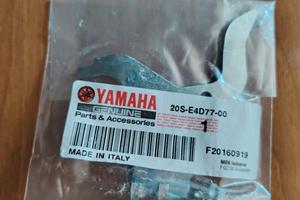 YAMAHA
GENUINE
Parts & Accessories
20S-E4D77-00
1
MADE IN ITALY
F20160919